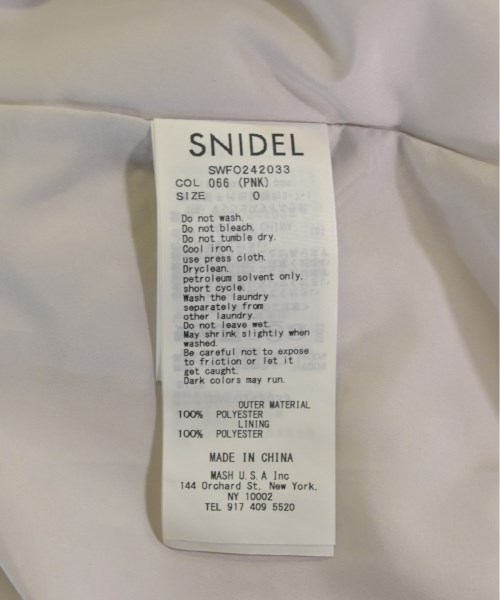 SNIDEL
SWFO242033
COL 066 (PNK)
SIZE 0
Do not wash.
Do not bleach.
Do not tumble dry.
Cool iron,
use press cloth.
Dryclean,
petroleum solvent only,
short cycle.
Wash the laundry
separately from
other laundry.
Do not leave wet.
May shrink slightly when
washed.
Be careful not to expose
to friction or let it
get caught.
Dark colors may run.
OUTER MATERIAL
100% POLYESTER
LINING
100% POLYESTER
MADE IN CHINA
MASH U.S.A Inc
144 Orchard St. New York.
NY 10002
TEL 917 409 5520